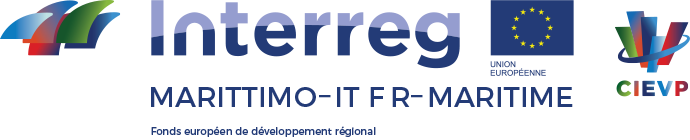 Interreg
UNION
EUROPÉENNE
MARITTIMO-IT FR-MARITIME
CIEVP
Fonds européen de développement régional